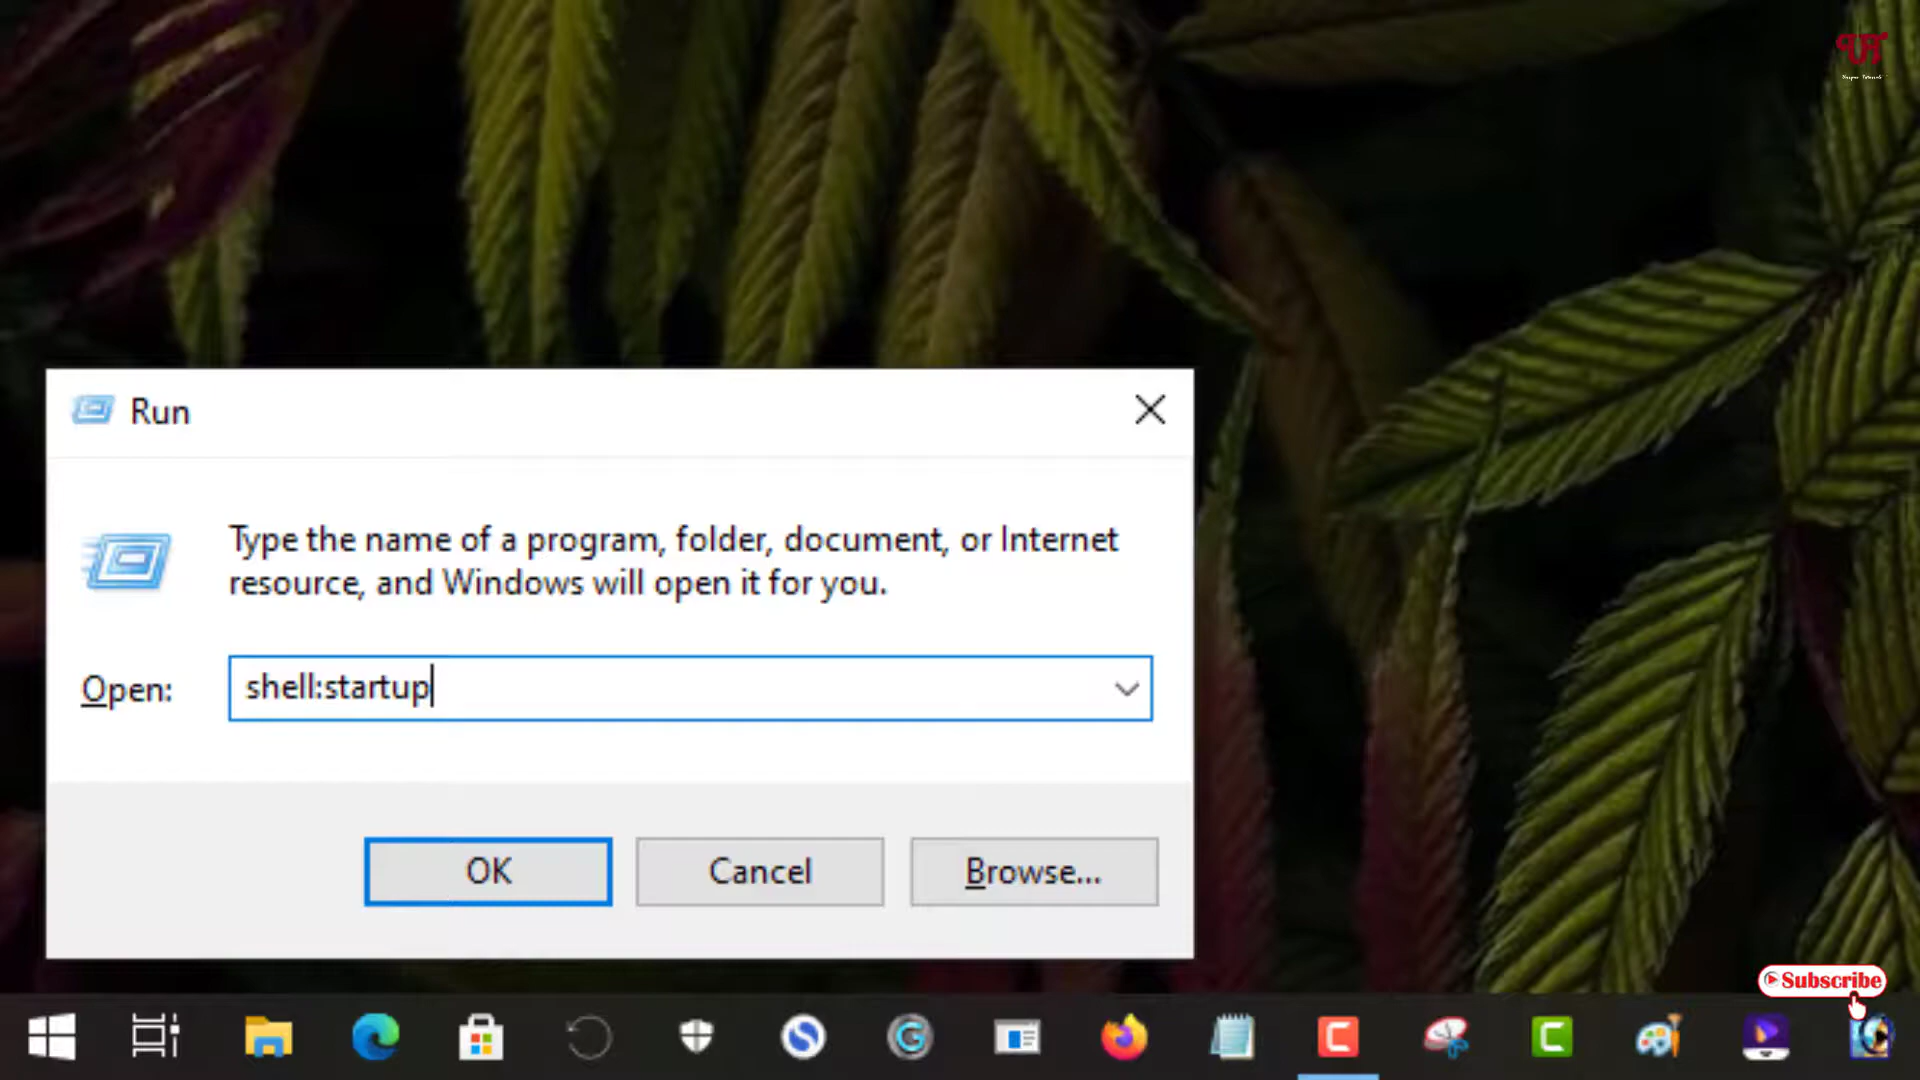 Run
Type the name of a program, folder, document, or Internet
resource, and Windows will open it for you.
Open:
shell:startup
OK
Cancel
Browse...
Subscribe